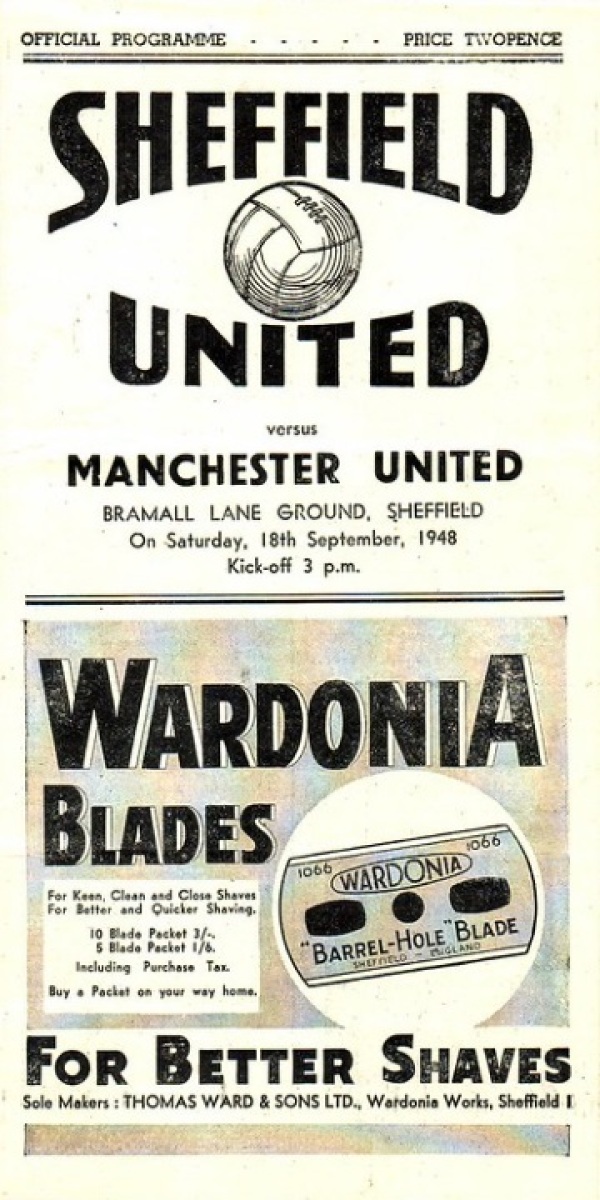 OFFICIAL PROGRAMME - - - - - PRICE TWOPENCE
SHEFFIELD
UNITED
versus
MANCHESTER UNITED
BRAMALL LANE GROUND, SHEFFIELD
On Saturday, 18th September, 1948
Kick-off 3 p.m.
WARDONIA
BLADES
For Keen, Clean and Close Shaves
For Better and Quicker Shaving.
10 Blade Packet 3/-.
5 Blade Packet 1/6.
Including Purchase Tax.
Buy a Packet on your way home.
1066 WARDONIA 1066
"BARREL-HOLE" BLADE
SHEFFIELD - ENGLAND
FOR BETTER SHAVES
Sole Makers : THOMAS WARD & SONS LTD., Wardonia Works, Sheffield 1